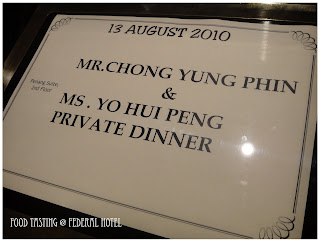 13 AUGUST 2010
MR.CHONG YUNG PHIN
&
Penang Suite,
2nd Floor
MS . YO HUI PENG
PRIVATE DINNER
FOOD TASTING @ FEDERAL HOTEL